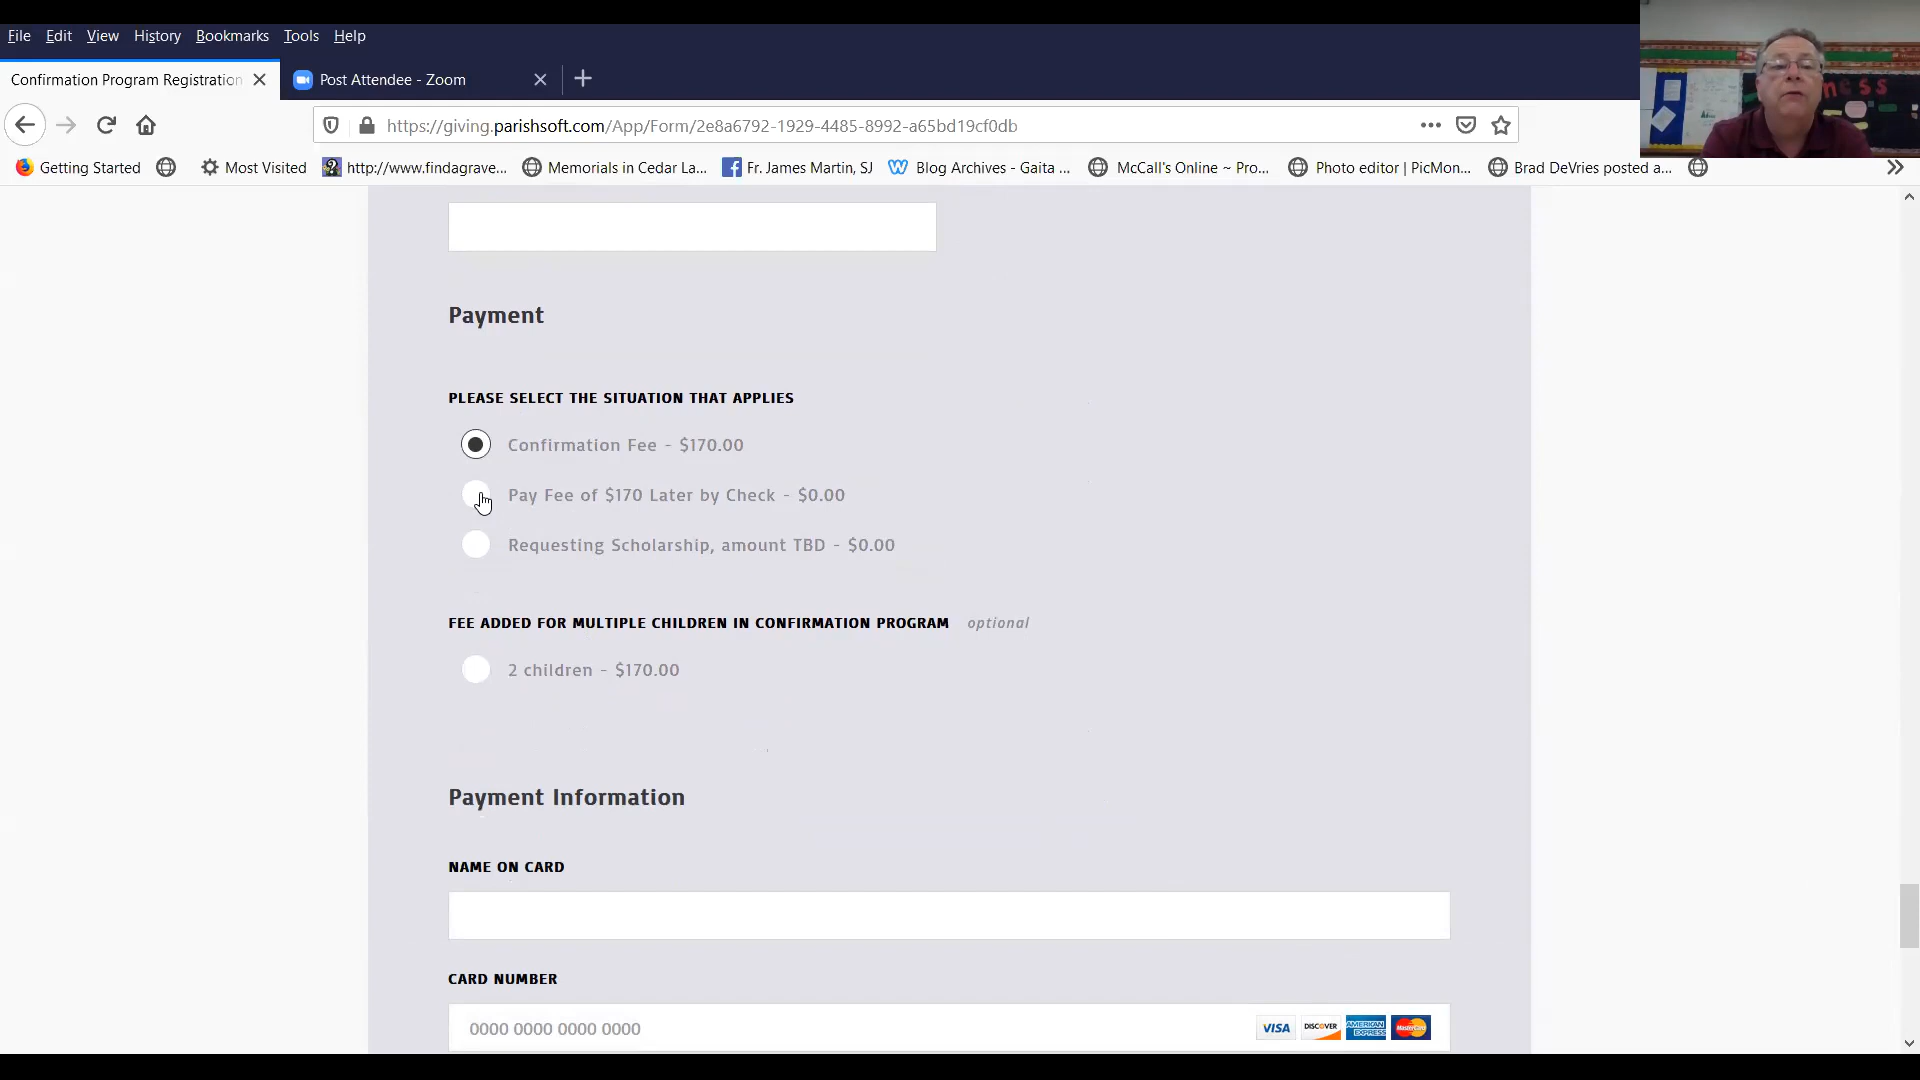 File Edit View History Bookmarks Tools Help
Confirmation Program Registration
Post Attendee - Zoom
https://giving.parishsoft.com/App/Form/2e8a6792-1929-4485-8992-a65bd19cf0db
Getting Started Most Visited http://www.findagrave... Memorials in Cedar La... Fr. James Martin, SJ Blog Archives - Gaita ... McCall's Online ~ Pro... Photo editor | PicMon... Brad DeVries posted a...
Payment
PLEASE SELECT THE SITUATION THAT APPLIES
Confirmation Fee - $170.00
Pay Fee of $170 Later by Check - $0.00
Requesting Scholarship, amount TBD - $0.00
FEE ADDED FOR MULTIPLE CHILDREN IN CONFIRMATION PROGRAM optional
2 children - $170.00
Payment Information
NAME ON CARD
CARD NUMBER
0000 0000 0000 0000
VISA DISCOVER AMERICAN EXPRESS MasterCard